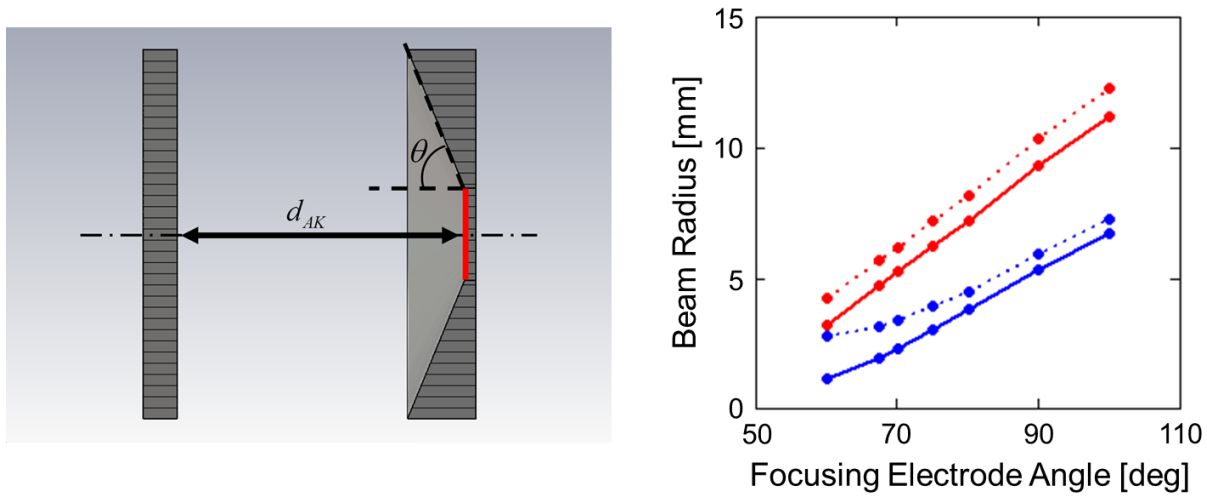 θ
d_AK
Beam Radius [mm]
15
10
5
0
50 70 90 110
Focusing Electrode Angle [deg]